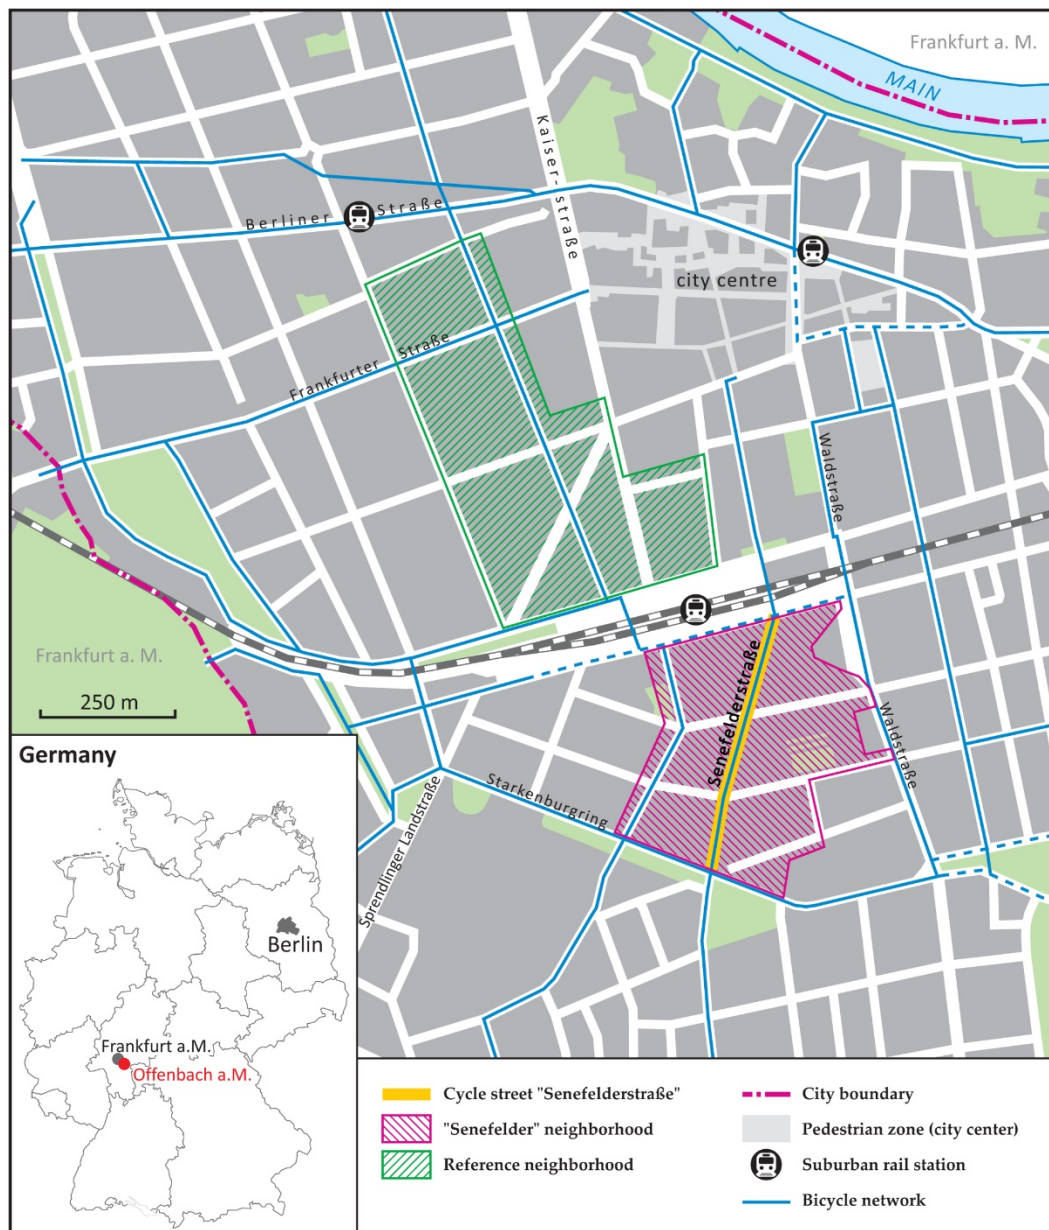 Frankfurt a. M.
MAIN
Kaiser-straße
Berliner Straße
city centre
Frankfurter Straße
Waldstraße
Frankfurt a. M.
250 m
Senefelderstraße
Waldstraße
Starkenburgring
Sprendlinger Landstraße
Germany
Berlin
Frankfurt a.M.
Offenbach a.M.
Cycle street "Senefelderstraße"
"Senefelder" neighborhood
Reference neighborhood
City boundary
Pedestrian zone (city center)
Suburban rail station
Bicycle network